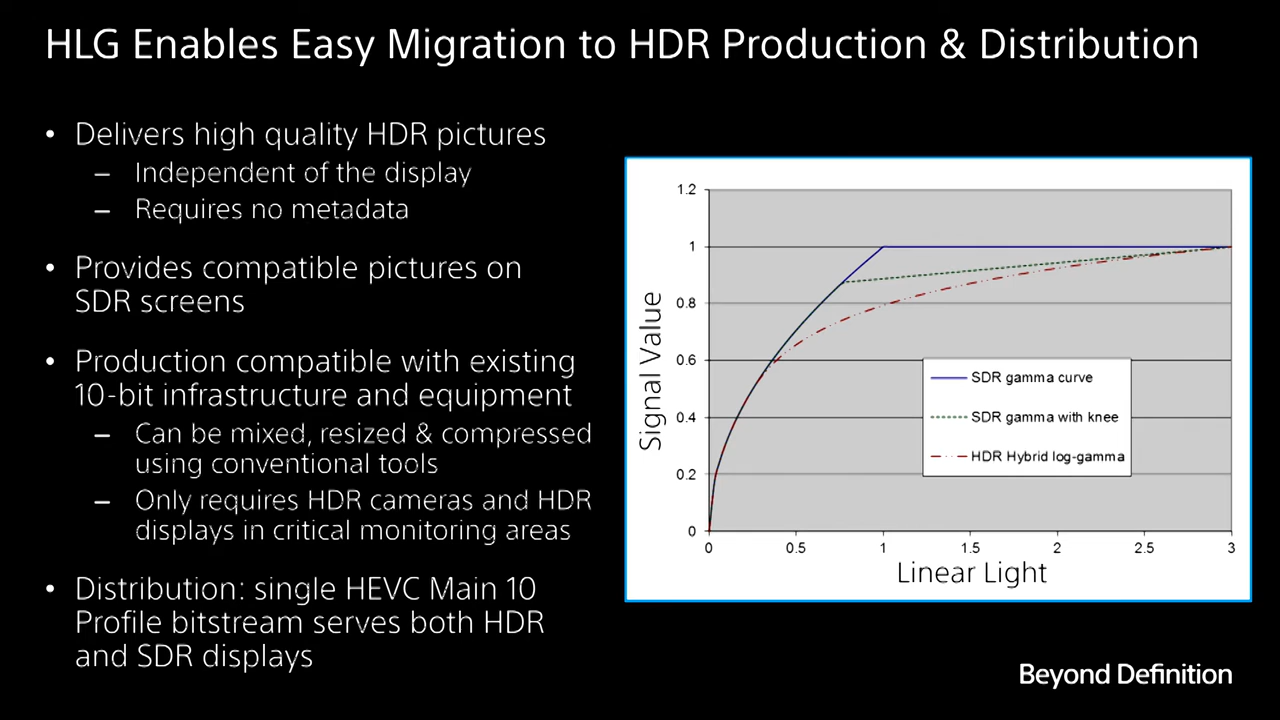 HLG Enables Easy Migration to HDR Production & Distribution
• Delivers high quality HDR pictures
– Independent of the display
– Requires no metadata
• Provides compatible pictures on
SDR screens
• Production compatible with existing
10-bit infrastructure and equipment
– Can be mixed, resized & compressed
using conventional tools
– Only requires HDR cameras and HDR
displays in critical monitoring areas
• Distribution: single HEVC Main 10
Profile bitstream serves both HDR
and SDR displays
Signal Value
1.2
1
0.8
0.6
0.4
0.2
0
0 0.5 1 1.5 2 2.5 3
Linear Light
SDR gamma curve
SDR gamma with knee
HDR Hybrid log-gamma
Beyond Definition